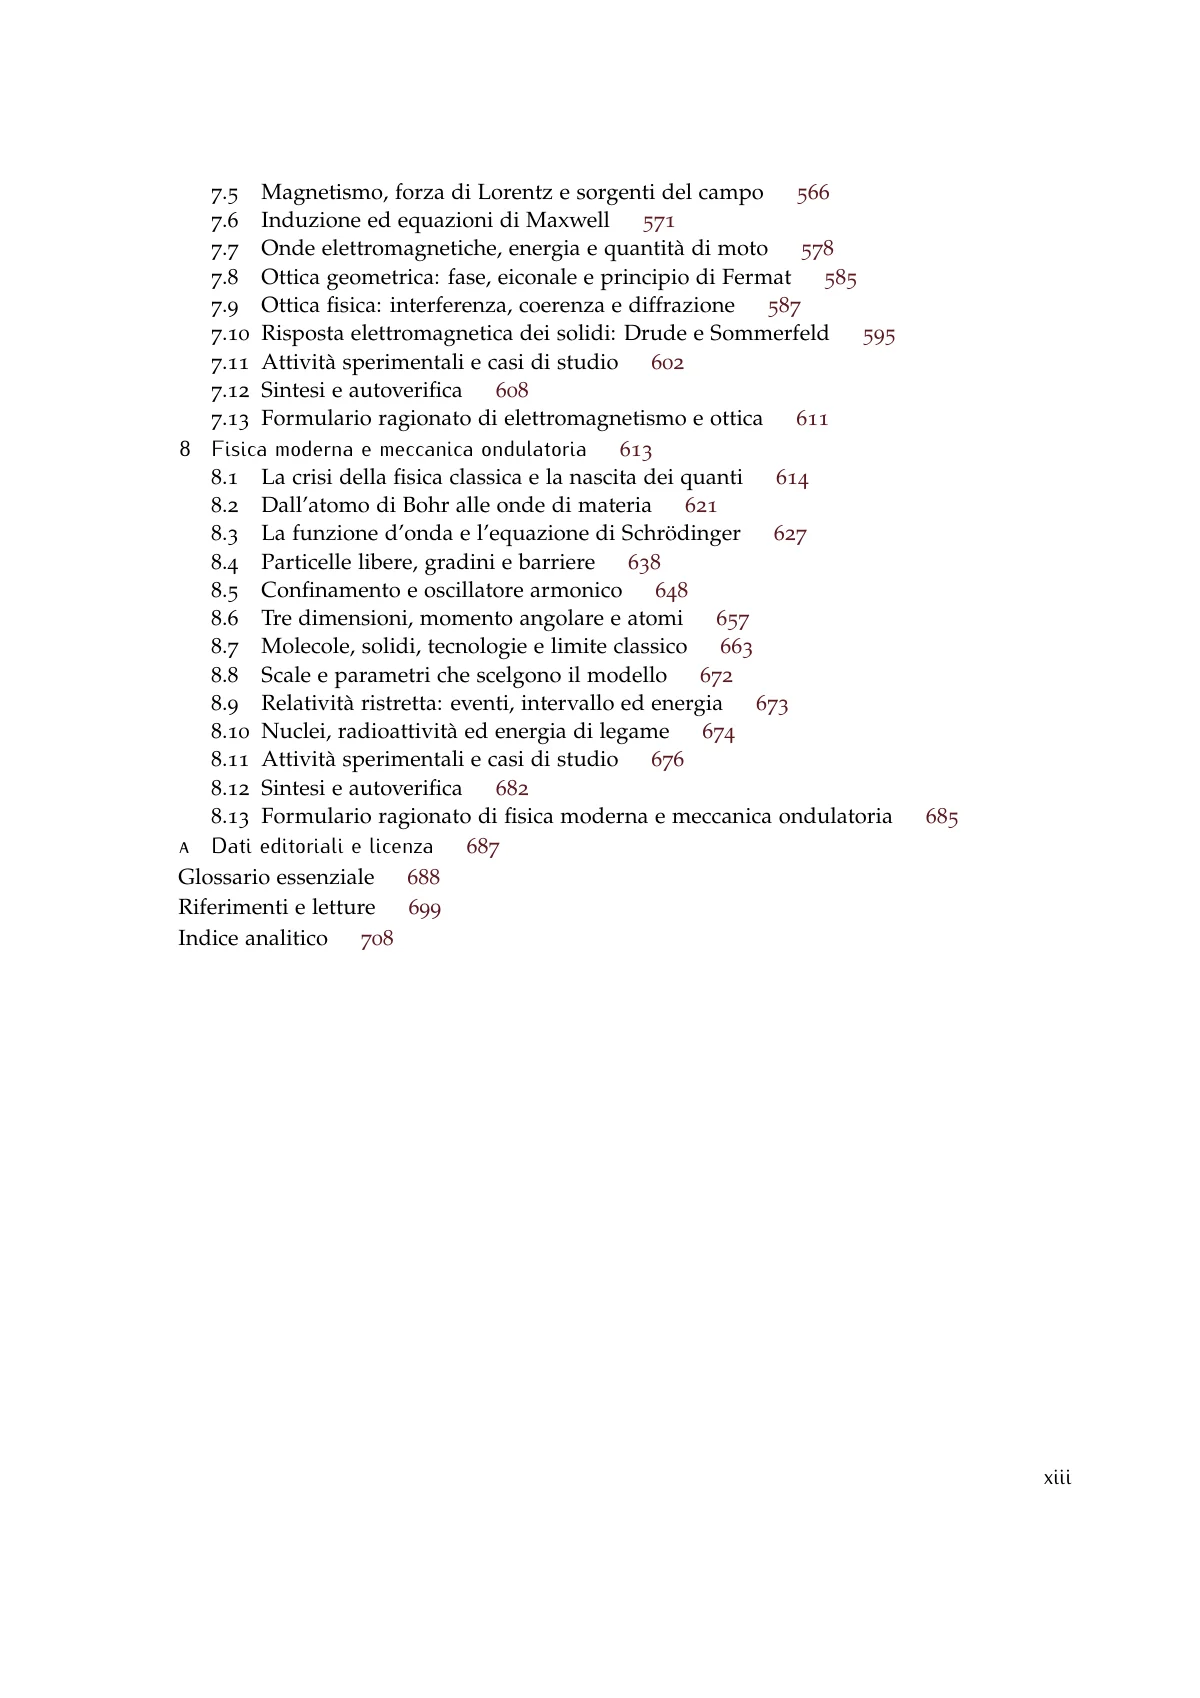 7.5 Magnetismo, forza di Lorentz e sorgenti del campo 566
7.6 Induzione ed equazioni di Maxwell 571
7.7 Onde elettromagnetiche, energia e quantità di moto 578
7.8 Ottica geometrica: fase, eiconale e principio di Fermat 585
7.9 Ottica fisica: interferenza, coerenza e diffrazione 587
7.10 Risposta elettromagnetica dei solidi: Drude e Sommerfeld 595
7.11 Attività sperimentali e casi di studio 602
7.12 Sintesi e autoverifica 608
7.13 Formulario ragionato di elettromagnetismo e ottica 611
8 Fisica moderna e meccanica ondulatoria 613
8.1 La crisi della fisica classica e la nascita dei quanti 614
8.2 Dall'atomo di Bohr alle onde di materia 621
8.3 La funzione d'onda e l'equazione di Schrödinger 627
8.4 Particelle libere, gradini e barriere 638
8.5 Confinamento e oscillatore armonico 648
8.6 Tre dimensioni, momento angolare e atomi 657
8.7 Molecole, solidi, tecnologie e limite classico 663
8.8 Scale e parametri che scelgono il modello 672
8.9 Relatività ristretta: eventi, intervallo ed energia 673
8.10 Nuclei, radioattività ed energia di legame 674
8.11 Attività sperimentali e casi di studio 676
8.12 Sintesi e autoverifica 682
8.13 Formulario ragionato di fisica moderna e meccanica ondulatoria 685
A Dati editoriali e licenza 687
Glossario essenziale 688
Riferimenti e letture 699
Indice analitico 708
xiii